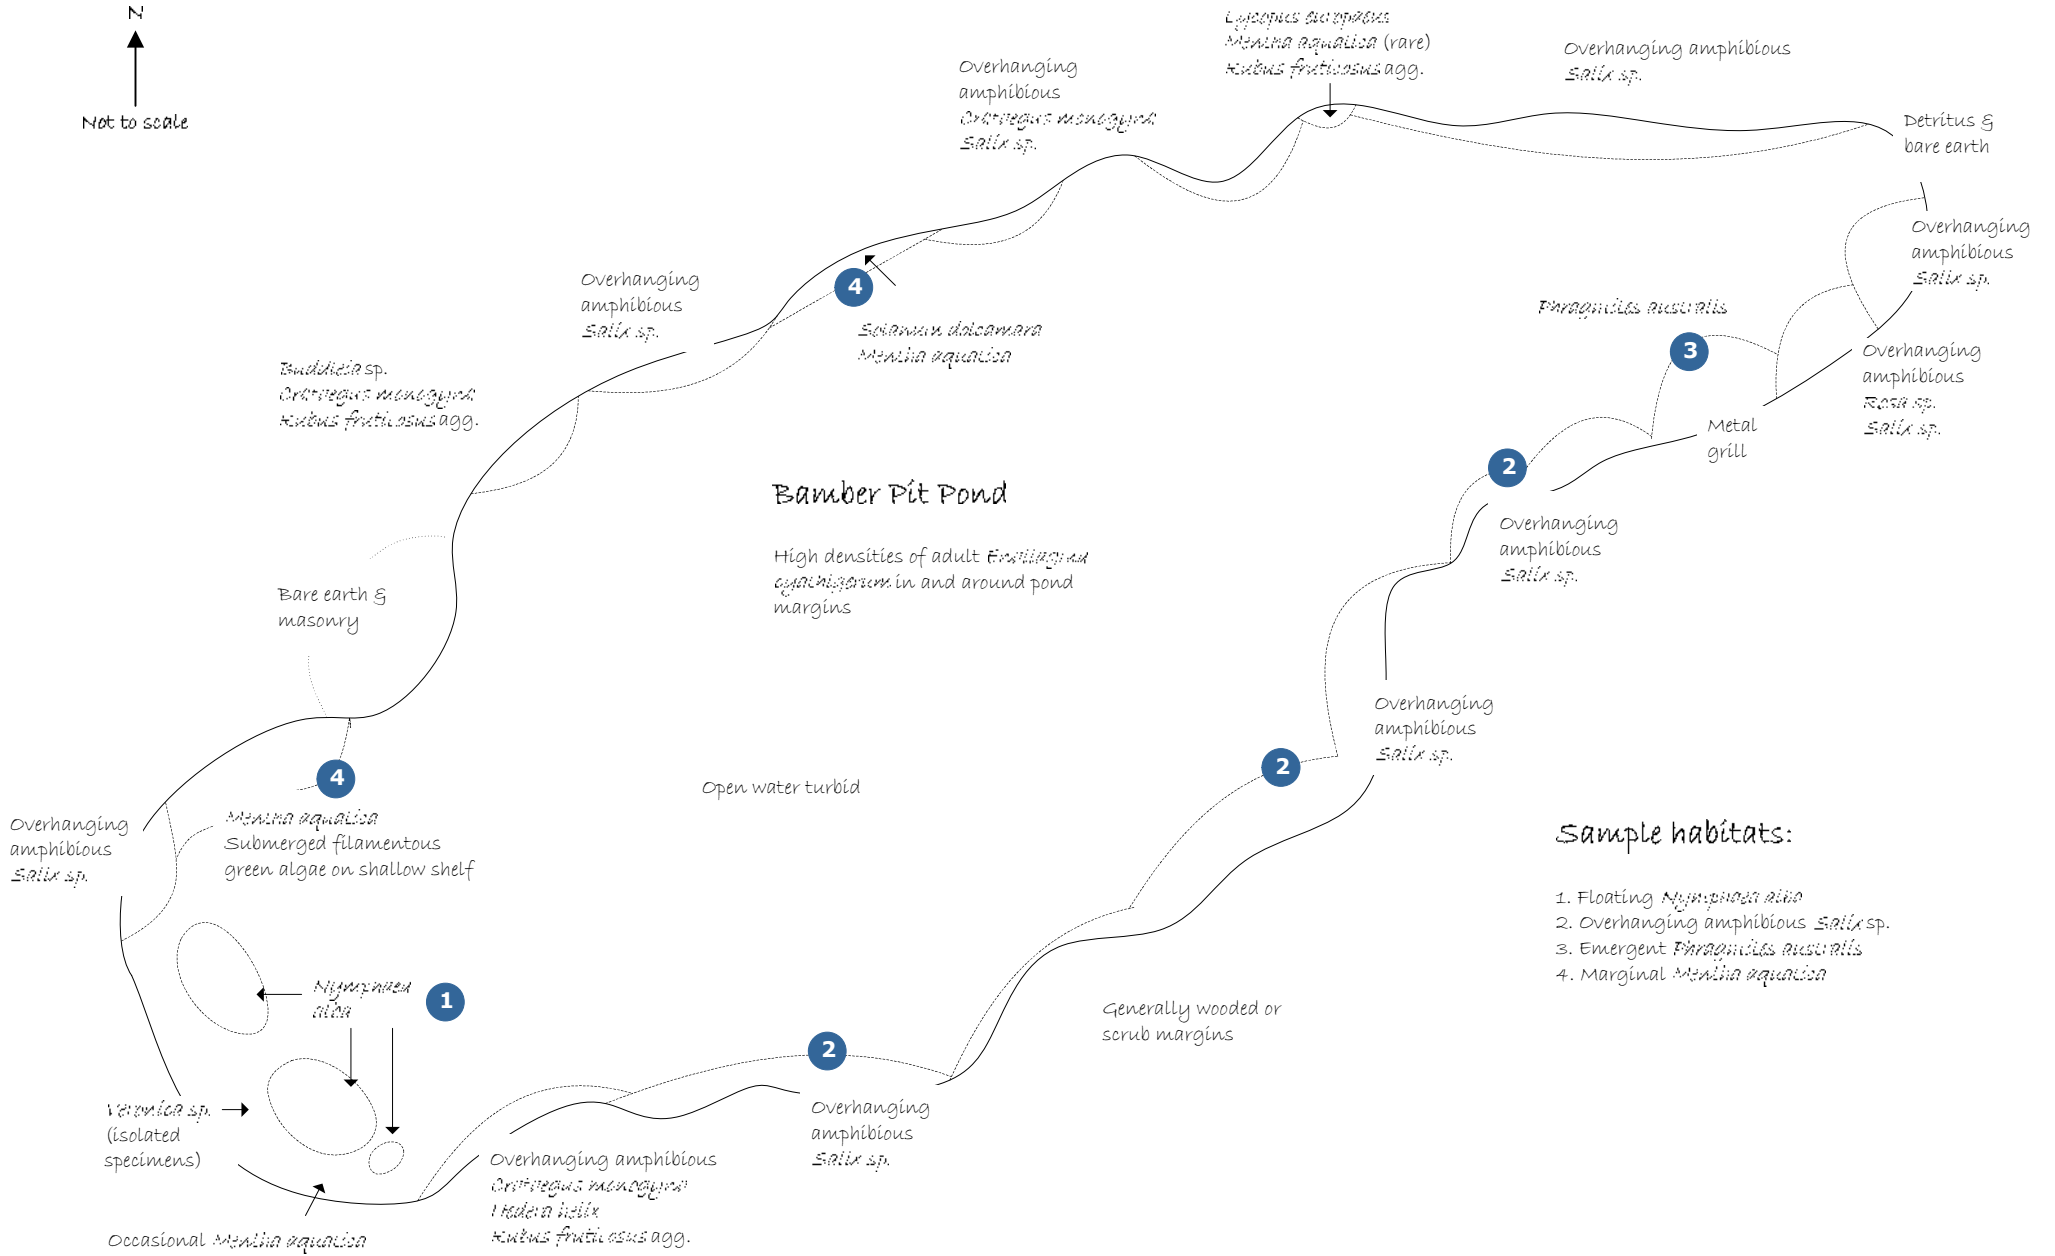 N
Not to scale
Lycopus europaeus
Mentha aquatica (rare)
Rubus fruticosus agg.
Overhanging amphibious
Salix sp.
Overhanging
amphibious
Crataegus monogyna
Salix sp.
Detritus &
bare earth
Overhanging
amphibious
Salix sp.
Overhanging
amphibious
Salix sp.
4
Solanum dulcamara
Mentha aquatica
Phragmites australis
3
Overhanging
amphibious
Rosa sp.
Salix sp.
Buddleia sp.
Crataegus monogyna
Rubus fruticosus agg.
Metal
grill
2
Bamber Pit Pond
High densities of adult Enallagma
cyathigerum in and around pond
margins
Overhanging
amphibious
Salix sp.
Bare earth &
masonry
Overhanging
amphibious
Salix sp.
2
4
Open water turbid
Mentha aquatica
Submerged filamentous
green algae on shallow shelf
Overhanging
amphibious
Salix sp.
Sample habitats:
1. Floating Nymphaea alba
2. Overhanging amphibious Salix sp.
3. Emergent Phragmites australis
4. Marginal Mentha aquatica
Nymphaea
alba
1
Generally wooded or
scrub margins
2
Veronica sp.
(isolated
specimens)
Overhanging
amphibious
Salix sp.
Overhanging amphibious
Crataegus monogyna
Hedera helix
Rubus fruticosus agg.
Occasional Mentha aquatica